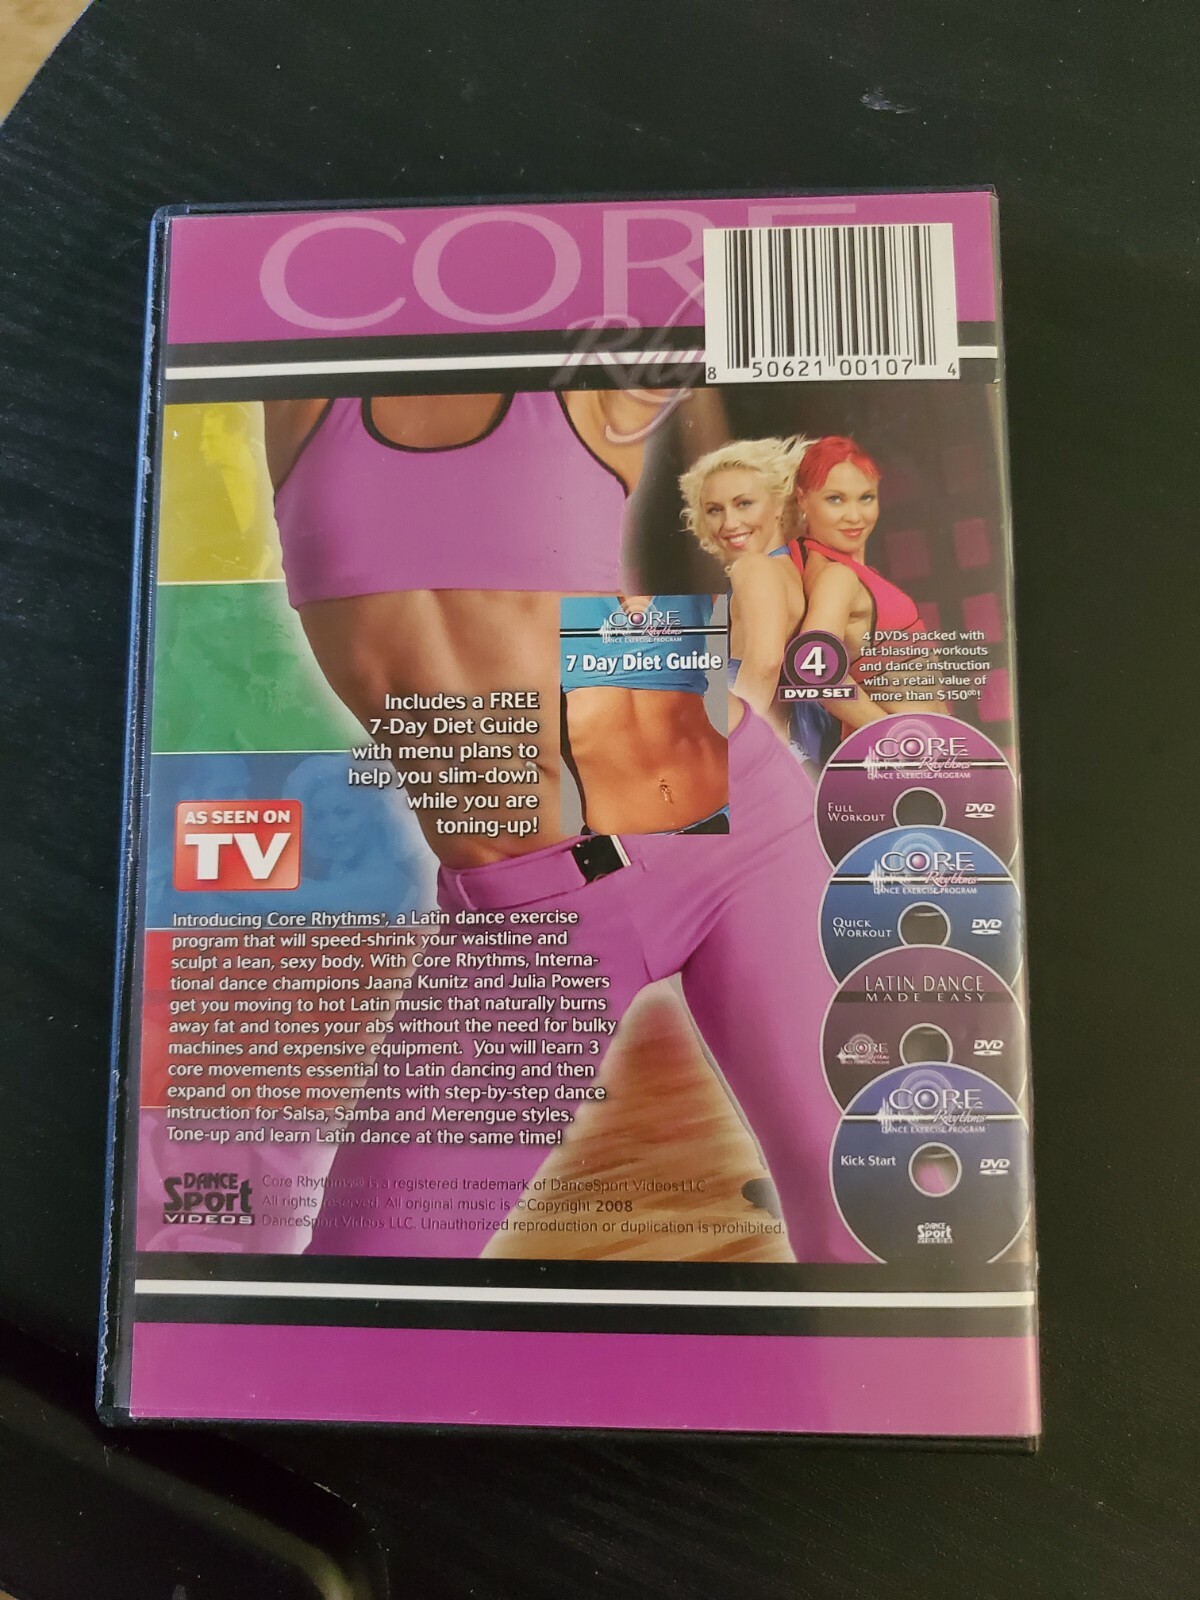 CORE
Rhy
8 50621 00107 4
CORE
Rhythms
DANCE EXERCISE PROGRAM
7 Day Diet Guide
4
DVD SET
4 DVDs packed with
fat-blasting workouts
and dance instruction
with a retail value of
more than $150⁰⁰!
Includes a FREE
7-Day Diet Guide
with menu plans to
help you slim-down
while you are
toning-up!
AS SEEN ON
TV
CORE
Rhythms
DANCE EXERCISE PROGRAM
FULL
WORKOUT
DVD
CORE
Rhythms
DANCE EXERCISE PROGRAM
QUICK
WORKOUT
DVD
LATIN DANCE
MADE EASY
CORE
Rhythms
DVD
CORE
Rhythms
DANCE EXERCISE PROGRAM
Kick Start
DVD
DANCE
Sport
VIDEOS
Introducing Core Rhythms®, a Latin dance exercise
program that will speed-shrink your waistline and
sculpt a lean, sexy body. With Core Rhythms, Interna-
tional dance champions Jaana Kunitz and Julia Powers
get you moving to hot Latin music that naturally burns
away fat and tones your abs without the need for bulky
machines and expensive equipment. You will learn 3
core movements essential to Latin dancing and then
expand on those movements with step-by-step dance
instruction for Salsa, Samba and Merengue styles.
Tone-up and learn Latin dance at the same time!
DANCE
Sport
VIDEOS
Core Rhythms® is a registered trademark of DanceSport Videos LLC
All rights reserved. All original music is ©Copyright 2008
DanceSport Videos LLC. Unauthorized reproduction or duplication is prohibited.